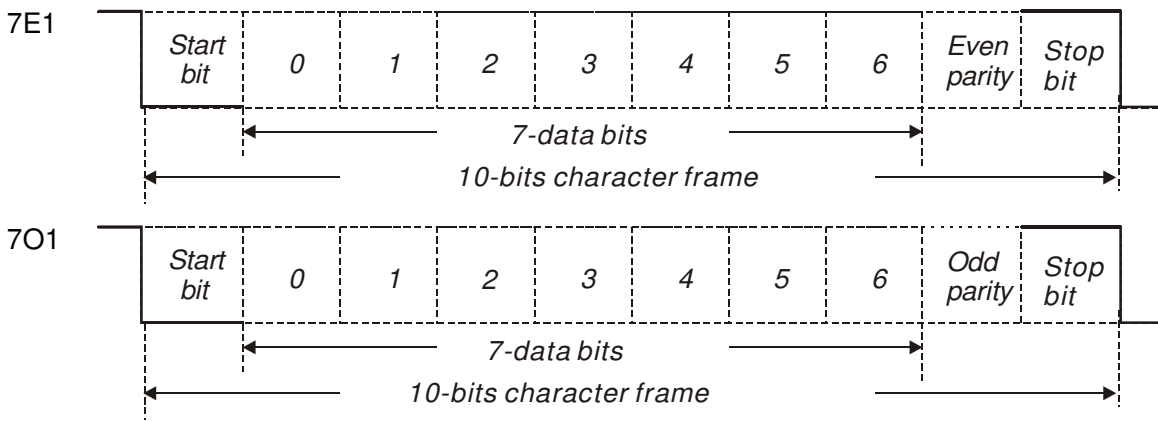 7E1
Start bit 0 1 2 3 4 5 6 Even parity Stop bit
7-data bits
10-bits character frame
7O1
Start bit 0 1 2 3 4 5 6 Odd parity Stop bit
7-data bits
10-bits character frame